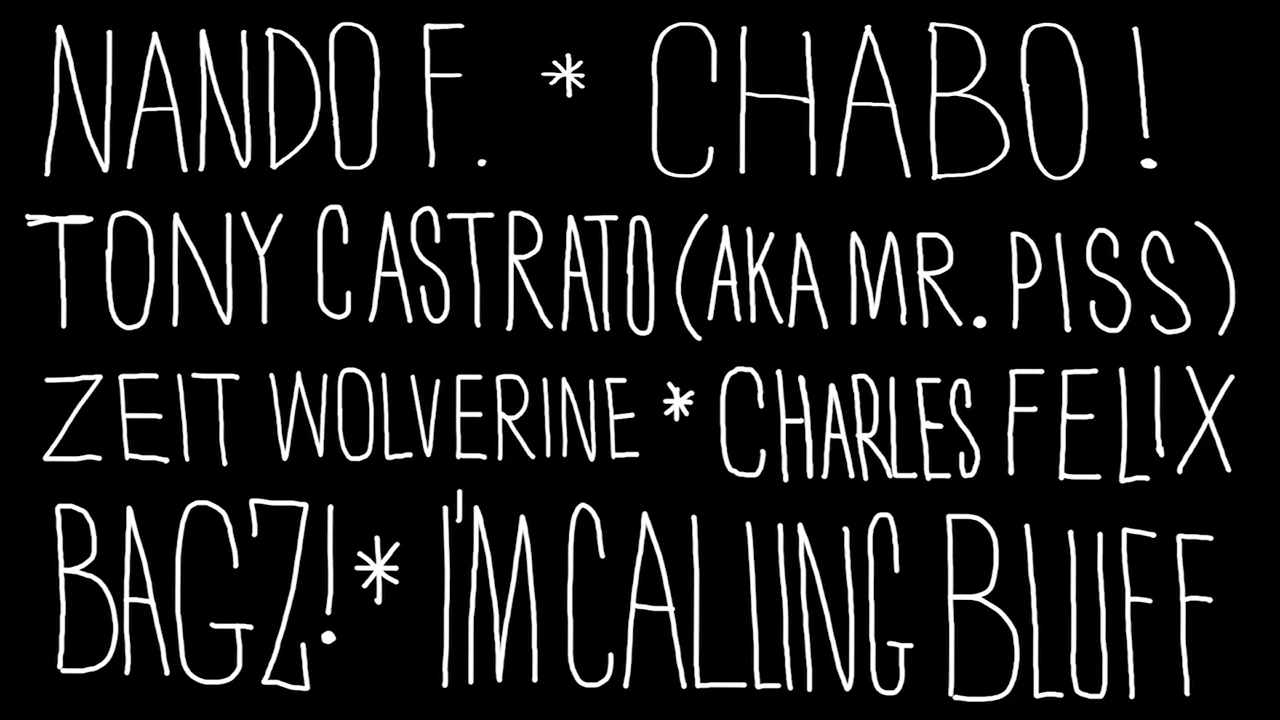 NANDO F. * CHABO!
TONY CASTRATO (AKA MR. PISS)
ZEIT WOLVERINE * CHARLES FELIX
BAGZ! * I'M CALLING BLUFF